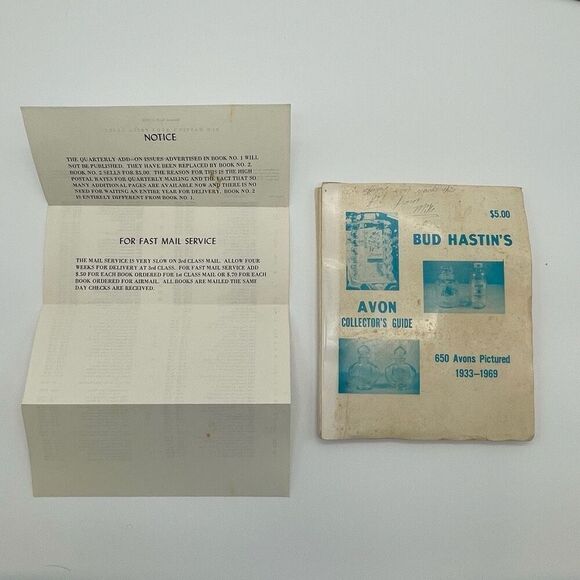 NOTICE
THE QUARTERLY ADD-ON ISSUES ADVERTISED IN BOOK NO. 1 WILL
NOT BE PUBLISHED. THEY HAVE BEEN REPLACED BY BOOK NO. 2.
BOOK NO. 2 SELLS FOR $5.00. THE REASON FOR THIS IS THE HIGH
POSTAL RATES FOR QUARTERLY MAILING AND THE FACT THAT SO
MANY ADDITIONAL PAGES ARE AVAILABLE NOW AND THERE IS NO
NEED FOR WAITING AN ENTIRE YEAR FOR DELIVERY. BOOK NO. 2
IS ENTIRELY DIFFERENT FROM BOOK NO. 1.
FOR FAST MAIL SERVICE
THE MAIL SERVICE IS VERY SLOW ON 3rd CLASS MAIL. ALLOW FOUR
WEEKS FOR DELIVERY AT 3rd CLASS. FOR FAST MAIL SERVICE ADD
$.50 FOR EACH BOOK ORDERED FOR 1st CLASS MAIL OR $.70 FOR EACH
BOOK ORDERED FOR AIRMAIL. ALL BOOKS ARE MAILED THE SAME
DAY CHECKS ARE RECEIVED.
$5.00
BUD HASTIN'S
AVON
COLLECTOR'S GUIDE
650 Avons Pictured
1933-1969